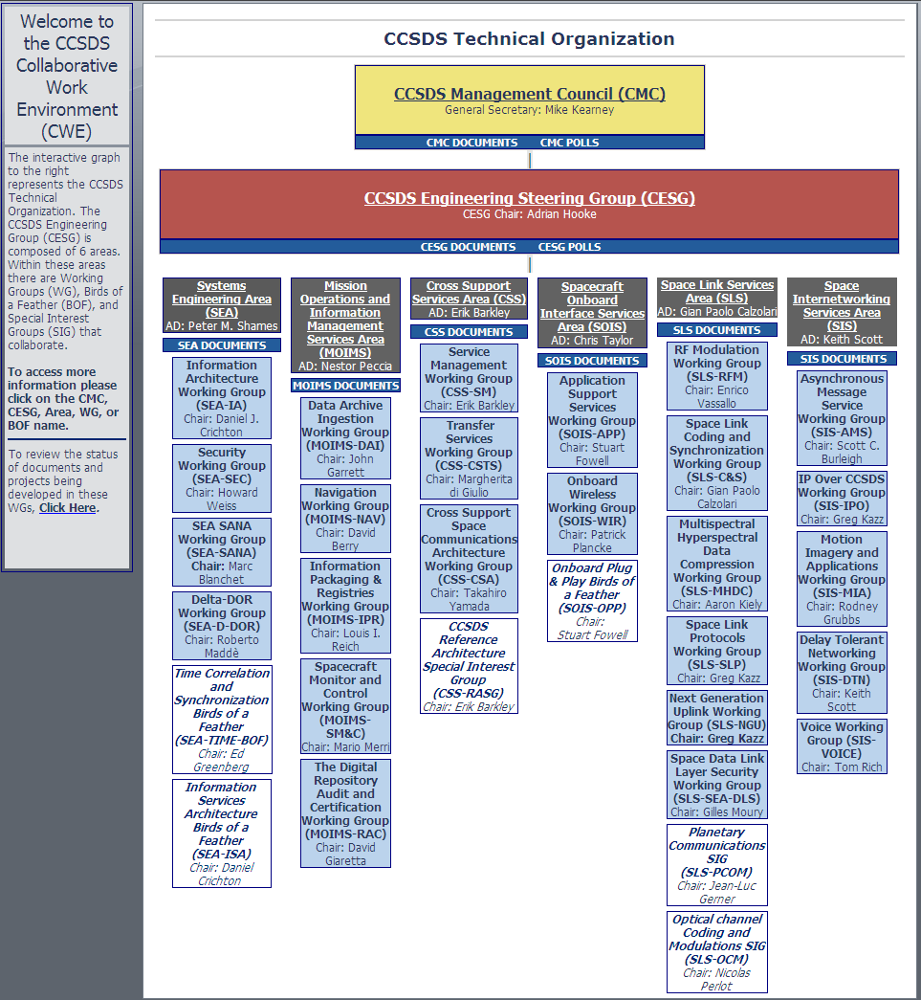 Welcome to
the CCSDS
Collaborative
Work
Environment
(CWE)
The interactive graph
to the right
represents the CCSDS
Technical
Organization. The
CCSDS Engineering
Group (CESG) is
composed of 6 areas.
Within these areas
there are Working
Groups (WG), Birds of
a Feather (BOF), and
Special Interest
Groups (SIG) that
collaborate.
To access more
information please
click on the CMC,
CESG, Area, WG, or
BOF name.
To review the status
of documents and
projects being
developed in these
WGs, Click Here.
CCSDS Technical Organization
CCSDS Management Council (CMC)
General Secretary: Mike Kearney
CMC DOCUMENTS CMC POLLS
CCSDS Engineering Steering Group (CESG)
CESG Chair: Adrian Hooke
CESG DOCUMENTS CESG POLLS
Systems
Engineering Area
(SEA)
AD: Peter M. Shames
SEA DOCUMENTS
Information
Architecture
Working Group
(SEA-IA)
Chair: Daniel J.
Crichton
Security
Working Group
(SEA-SEC)
Chair: Howard
Weiss
SEA SANA
Working Group
(SEA-SANA)
Chair: Marc
Blanchet
Delta-DOR
Working Group
(SEA-D-DOR)
Chair: Roberto
Maddè
Time Correlation
and
Synchronization
Birds of a
Feather
(SEA-TIME-BOF)
Chair: Ed
Greenberg
Information
Services
Architecture
Birds of a
Feather
(SEA-ISA)
Chair: Daniel
Crichton
Mission
Operations and
Information
Management
Services Area
(MOIMS)
AD: Nestor Peccia
MOIMS DOCUMENTS
Data Archive
Ingestion
Working Group
(MOIMS-DAI)
Chair: John
Garrett
Navigation
Working Group
(MOIMS-NAV)
Chair: David
Berry
Information
Packaging &
Registries
Working Group
(MOIMS-IPR)
Chair: Louis I.
Reich
Spacecraft
Monitor and
Control
Working Group
(MOIMS-
SM&C)
Chair: Mario Merri
The Digital
Repository
Audit and
Certification
Working Group
(MOIMS-RAC)
Chair: David
Giaretta
Cross Support
Services Area (CSS)
AD: Erik Barkley
CSS DOCUMENTS
Service
Management
Working Group
(CSS-SM)
Chair: Erik Barkley
Transfer
Services
Working Group
(CSS-CSTS)
Chair: Margherita
di Giulio
Cross Support
Space
Communications
Architecture
Working Group
(CSS-CSA)
Chair: Takahiro
Yamada
CCSDS
Reference
Architecture
Special Interest
Group
(CSS-RASG)
Chair: Erik Barkley
Spacecraft
Onboard
Interface Services
Area (SOIS)
AD: Chris Taylor
SOIS DOCUMENTS
Application
Support
Services
Working Group
(SOIS-APP)
Chair: Stuart
Fowell
Onboard
Wireless
Working Group
(SOIS-WIR)
Chair: Patrick
Plancke
Onboard Plug
& Play Birds of
a Feather
(SOIS-OPP)
Chair:
Stuart Fowell
Space Link Services
Area (SLS)
AD: Gian Paolo Calzolari
SLS DOCUMENTS
RF Modulation
Working Group
(SLS-RFM)
Chair: Enrico
Vassallo
Space Link
Coding and
Synchronization
Working Group
(SLS-C&S)
Chair: Gian Paolo
Calzolari
Multispectral
Hyperspectral
Data
Compression
Working Group
(SLS-MHDC)
Chair: Aaron Kiely
Space Link
Protocols
Working Group
(SLS-SLP)
Chair: Greg Kazz
Next Generation
Uplink Working
Group (SLS-NGU)
Chair: Greg Kazz
Space Data Link
Layer Security
Working Group
(SLS-SEA-DLS)
Chair: Gilles Moury
Planetary
Communications
SIG
(SLS-PCOM)
Chair: Jean-Luc
Gerner
Optical channel
Coding and
Modulations SIG
(SLS-OCM)
Chair: Nicolas
Perlot
Space
Internetworking
Services Area
(SIS)
AD: Keith Scott
SIS DOCUMENTS
Asynchronous
Message
Service
Working Group
(SIS-AMS)
Chair: Scott C.
Burleigh
IP Over CCSDS
Working Group
(SIS-IPO)
Chair: Greg Kazz
Motion
Imagery and
Applications
Working Group
(SIS-MIA)
Chair: Rodney
Grubbs
Delay Tolerant
Networking
Working Group
(SIS-DTN)
Chair: Keith
Scott
Voice Working
Group (SIS-
VOICE)
Chair: Tom Rich